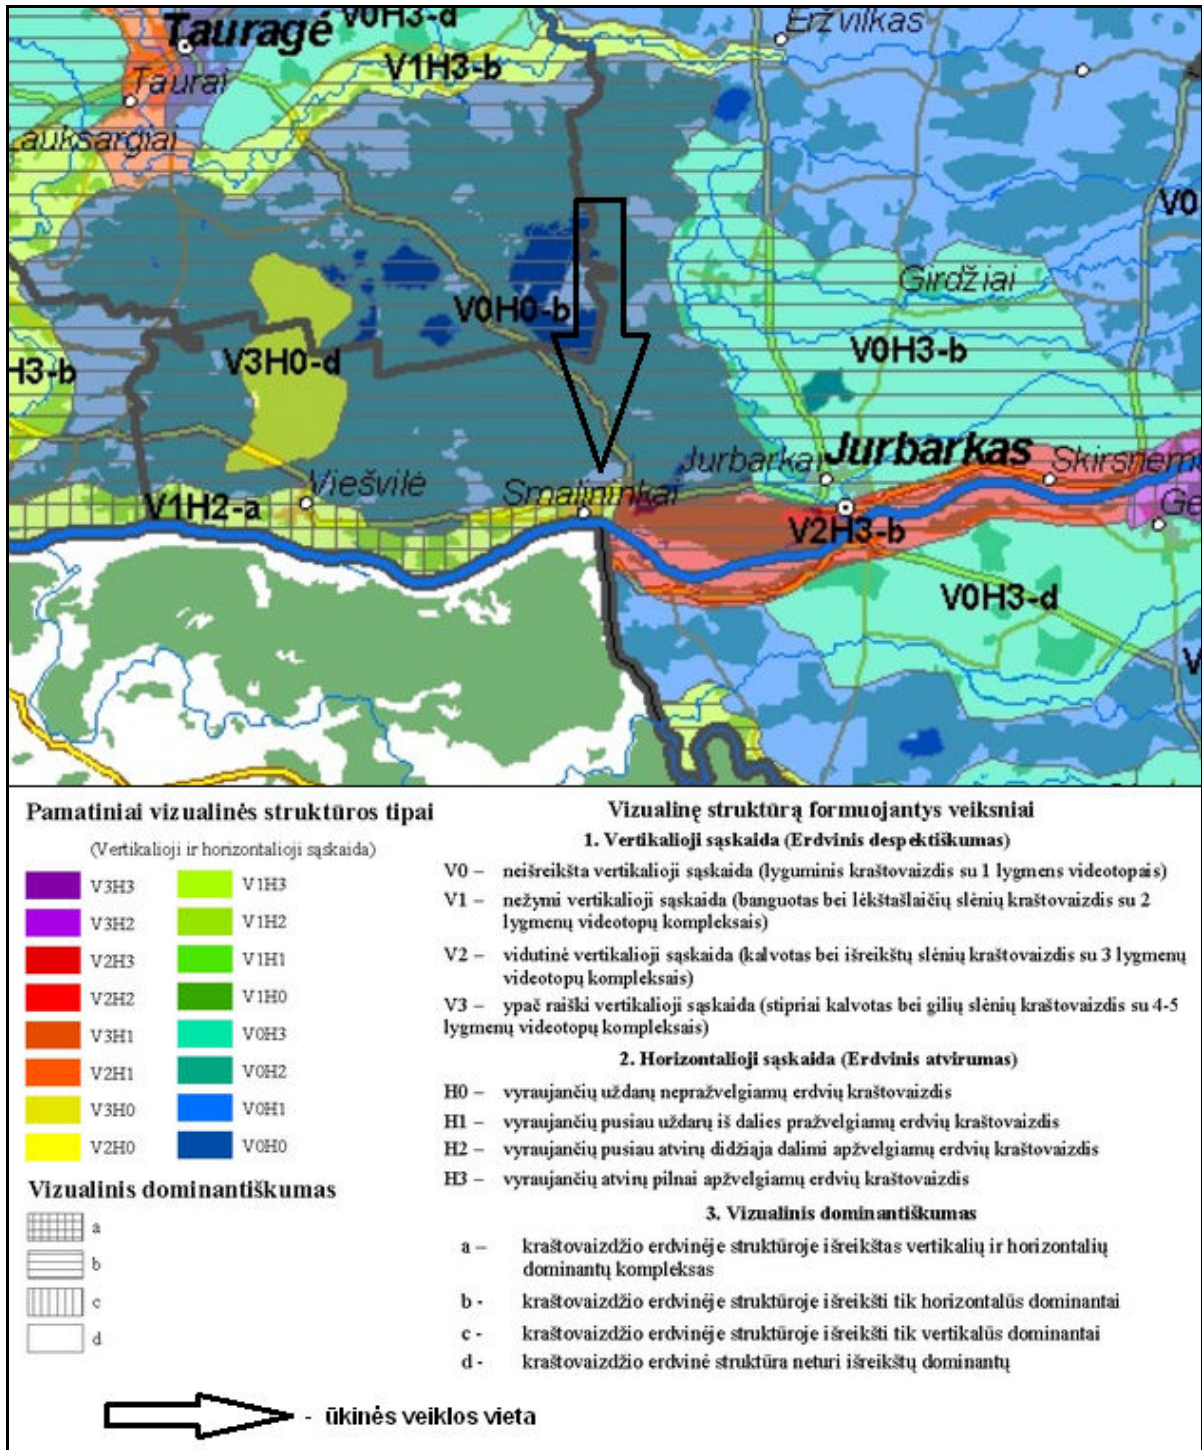 V0H3-d
Eržvilkas
Tauragė
V1H3-b
Taurai
Lauksargiai
V0
Girdžiai
V0H0-b
H3-b
V3H0-d
V0H3-b
Jurbarkai
Jurbarkas
Skirsnem
Viešvilė
Smalininkai
V1H2-a
Ge
V2H3-b
V0H3-d
V
Pamatiniai vizualinės struktūros tipai
(Vertikalioji ir horizontalioji sąskaida)
V3H3
V1H3
V3H2
V1H2
V2H3
V1H1
V2H2
V1H0
V3H1
V0H3
V2H1
V0H2
V3H0
V0H1
V2H0
V0H0
Vizualinis dominantiškumas
a
b
c
d
Vizualinę struktūrą formuojantys veiksniai
1. Vertikalioji sąskaida (Erdvinis despektiškumas)
V0 – neišreikšta vertikalioji sąskaida (lyguminis kraštovaizdis su 1 lygmens videotopais)
V1 – nežymi vertikalioji sąskaida (banguotas bei lėkštašlaičių slėnių kraštovaizdis su 2
lygmenų videotopų kompleksais)
V2 – vidutinė vertikalioji sąskaida (kalvotas bei išreikštų slėnių kraštovaizdis su 3 lygmenų
videotopų kompleksais)
V3 – ypač raiški vertikalioji sąskaida (stipriai kalvotas bei gilių slėnių kraštovaizdis su 4-5
lygmenų videotopų kompleksais)
2. Horizontalioji sąskaida (Erdvinis atvirumas)
H0 – vyraujančių uždarų nepražvelgiamų erdvių kraštovaizdis
H1 – vyraujančių pusiau uždarų iš dalies pražvelgiamų erdvių kraštovaizdis
H2 – vyraujančių pusiau atvirų didžiąja dalimi apžvelgiamų erdvių kraštovaizdis
H3 – vyraujančių atvirų pilnai apžvelgiamų erdvių kraštovaizdis
3. Vizualinis dominantiškumas
a – kraštovaizdžio erdvinėje struktūroje išreikštas vertikalių ir horizontalių
dominantų kompleksas
b - kraštovaizdžio erdvinėje struktūroje išreikšti tik horizontalūs dominantai
c - kraštovaizdžio erdvinėje struktūroje išreikšti tik vertikalūs dominantai
d - kraštovaizdžio erdvinė struktūra neturi išreikštų dominantų
- ūkinės veiklos vieta